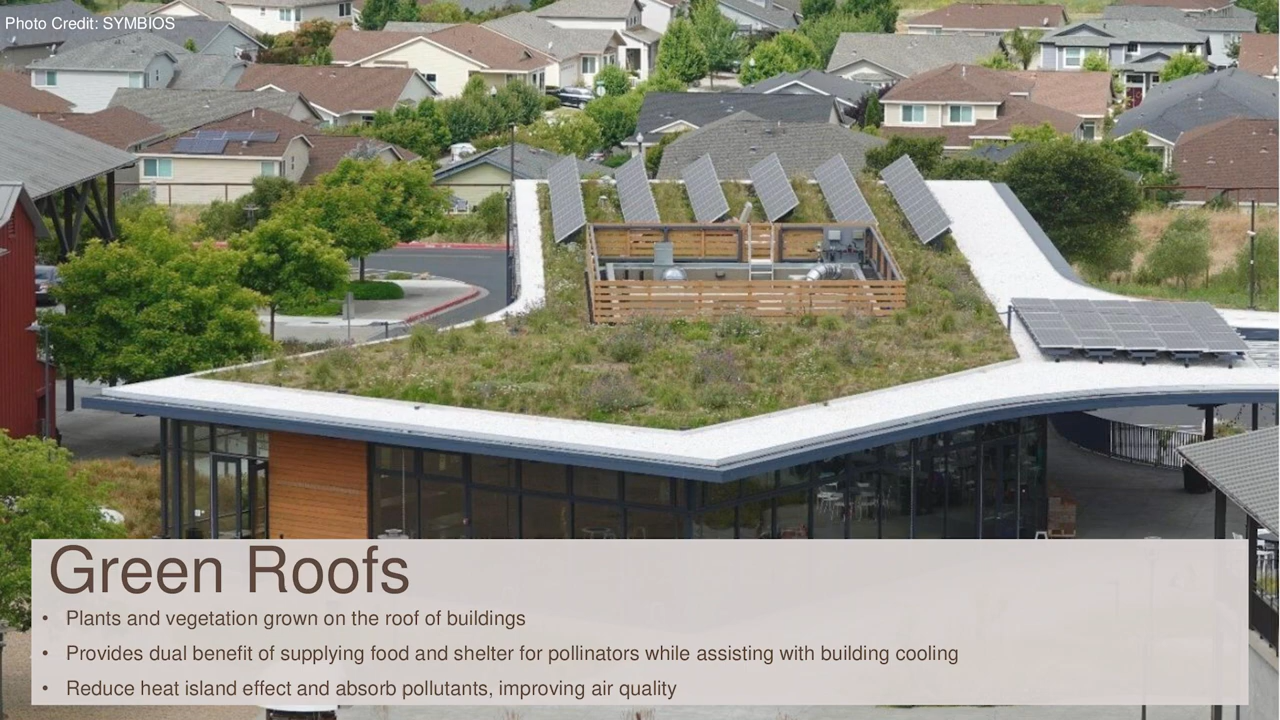 Photo Credit: SYMBIOS
Green Roofs
• Plants and vegetation grown on the roof of buildings
• Provides dual benefit of supplying food and shelter for pollinators while assisting with building cooling
• Reduce heat island effect and absorb pollutants, improving air quality